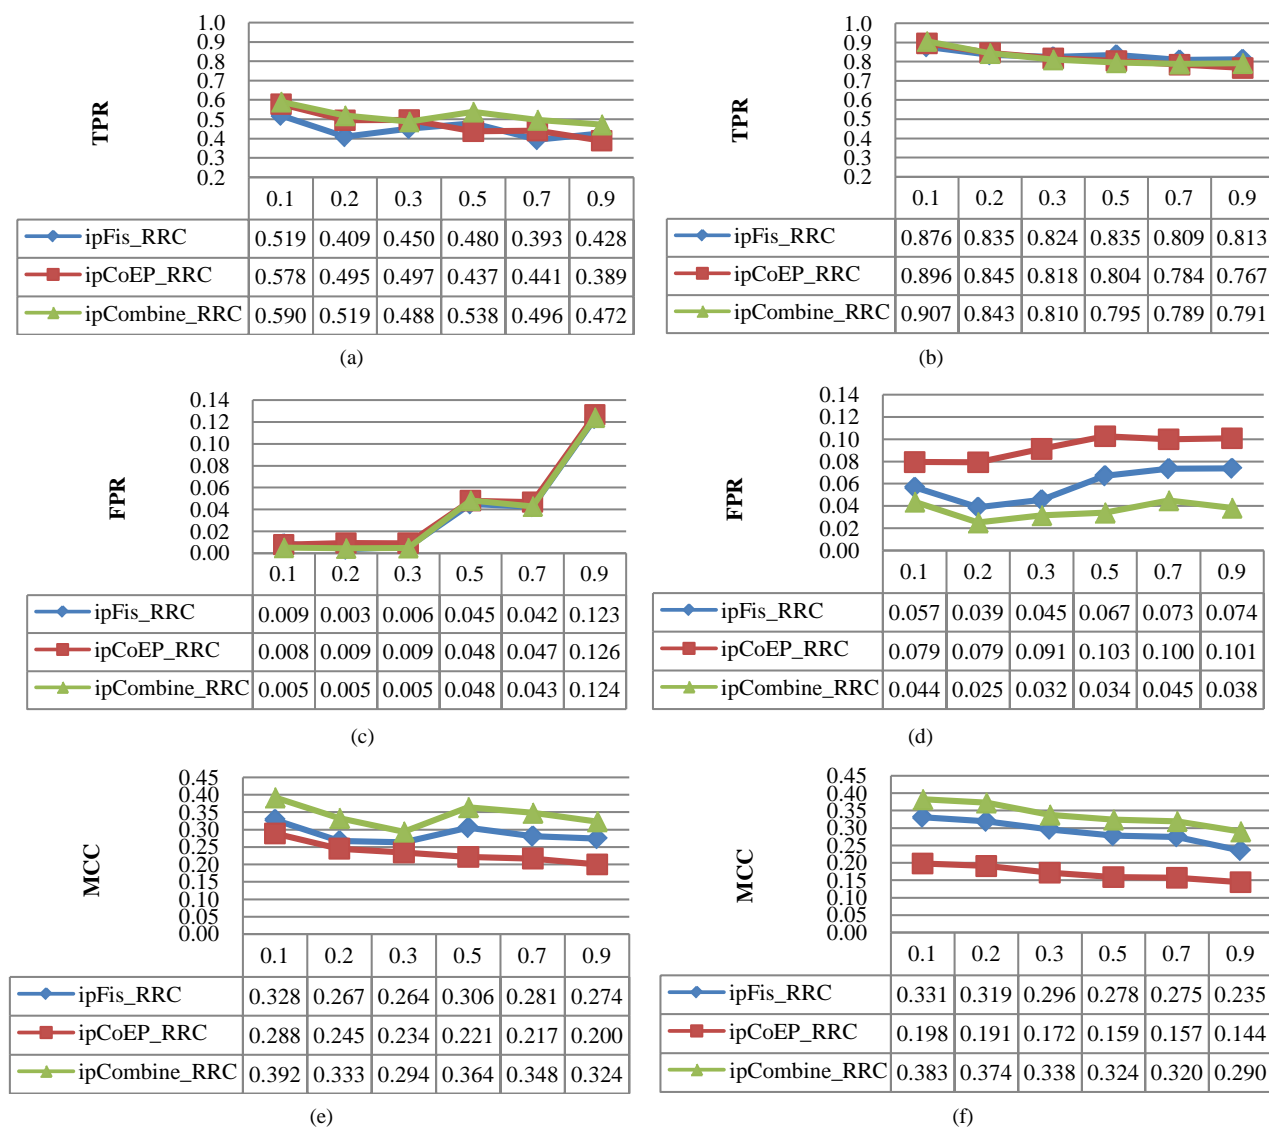 1.0
0.9
0.8
0.7
0.6
0.5
0.4
0.3
0.2
TPR
0.1 0.2 0.3 0.5 0.7 0.9
ipFis_RRC 0.519 0.409 0.450 0.480 0.393 0.428
ipCoEP_RRC 0.578 0.495 0.497 0.437 0.441 0.389
ipCombine_RRC 0.590 0.519 0.488 0.538 0.496 0.472
(a)
1.0
0.9
0.8
0.7
0.6
0.5
0.4
0.3
0.2
TPR
0.1 0.2 0.3 0.5 0.7 0.9
ipFis_RRC 0.876 0.835 0.824 0.835 0.809 0.813
ipCoEP_RRC 0.896 0.845 0.818 0.804 0.784 0.767
ipCombine_RRC 0.907 0.843 0.810 0.795 0.789 0.791
(b)
0.14
0.12
0.10
0.08
0.06
0.04
0.02
0.00
FPR
0.1 0.2 0.3 0.5 0.7 0.9
ipFis_RRC 0.009 0.003 0.006 0.045 0.042 0.123
ipCoEP_RRC 0.008 0.009 0.009 0.048 0.047 0.126
ipCombine_RRC 0.005 0.005 0.005 0.048 0.043 0.124
(c)
0.14
0.12
0.10
0.08
0.06
0.04
0.02
0.00
FPR
0.1 0.2 0.3 0.5 0.7 0.9
ipFis_RRC 0.057 0.039 0.045 0.067 0.073 0.074
ipCoEP_RRC 0.079 0.079 0.091 0.103 0.100 0.101
ipCombine_RRC 0.044 0.025 0.032 0.034 0.045 0.038
(d)
0.45
0.40
0.35
0.30
0.25
0.20
0.15
0.10
0.05
0.00
MCC
0.1 0.2 0.3 0.5 0.7 0.9
ipFis_RRC 0.328 0.267 0.264 0.306 0.281 0.274
ipCoEP_RRC 0.288 0.245 0.234 0.221 0.217 0.200
ipCombine_RRC 0.392 0.333 0.294 0.364 0.348 0.324
(e)
0.45
0.40
0.35
0.30
0.25
0.20
0.15
0.10
0.05
0.00
MCC
0.1 0.2 0.3 0.5 0.7 0.9
ipFis_RRC 0.331 0.319 0.296 0.278 0.275 0.235
ipCoEP_RRC 0.198 0.191 0.172 0.159 0.157 0.144
ipCombine_RRC 0.383 0.374 0.338 0.324 0.320 0.290
(f)